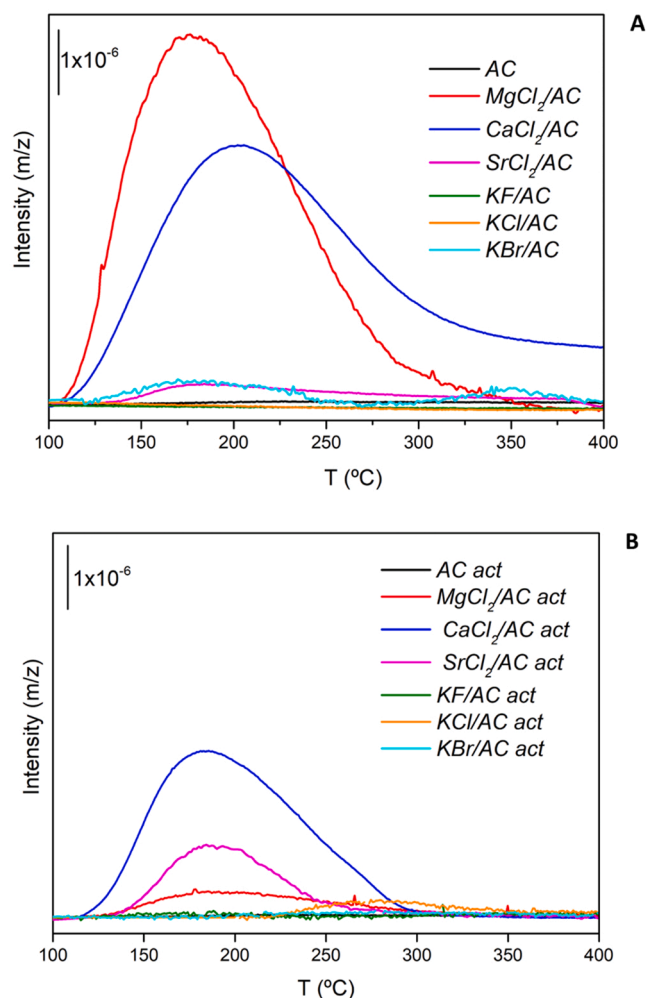 A
1x10⁻⁶
AC
MgCl₂/AC
CaCl₂/AC
SrCl₂/AC
KF/AC
KCl/AC
KBr/AC
Intensity (m/z)
100 150 200 250 300 350 400
T (ºC)
B
1x10⁻⁶
AC act
MgCl₂/AC act
CaCl₂/AC act
SrCl₂/AC act
KF/AC act
KCl/AC act
KBr/AC act
Intensity (m/z)
100 150 200 250 300 350 400
T (ºC)